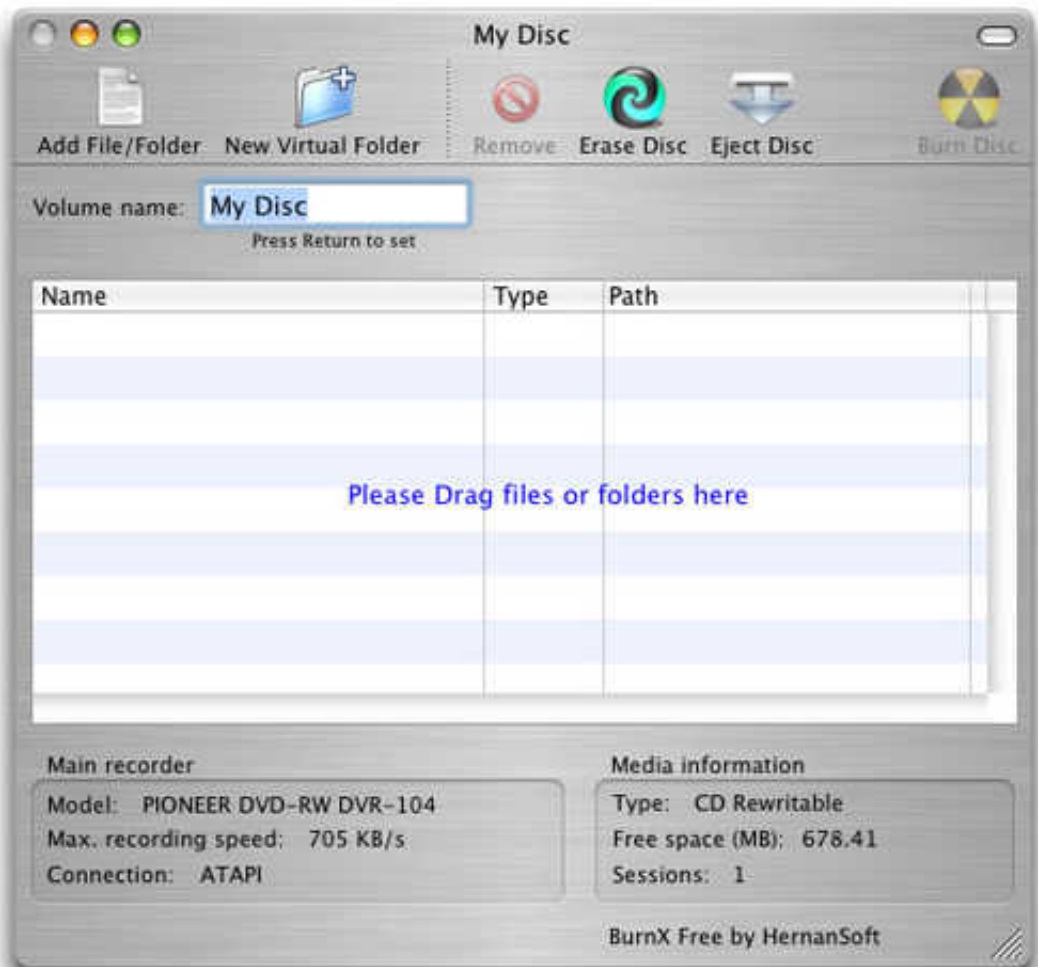 My Disc
Add File/Folder New Virtual Folder Remove Erase Disc Eject Disc Burn Disc
Volume name: My Disc
Press Return to set
Name Type Path
Please Drag files or folders here
Main recorder
Model: PIONEER DVD-RW DVR-104
Max. recording speed: 705 KB/s
Connection: ATAPI
Media information
Type: CD Rewritable
Free space (MB): 678.41
Sessions: 1
BurnX Free by HernanSoft